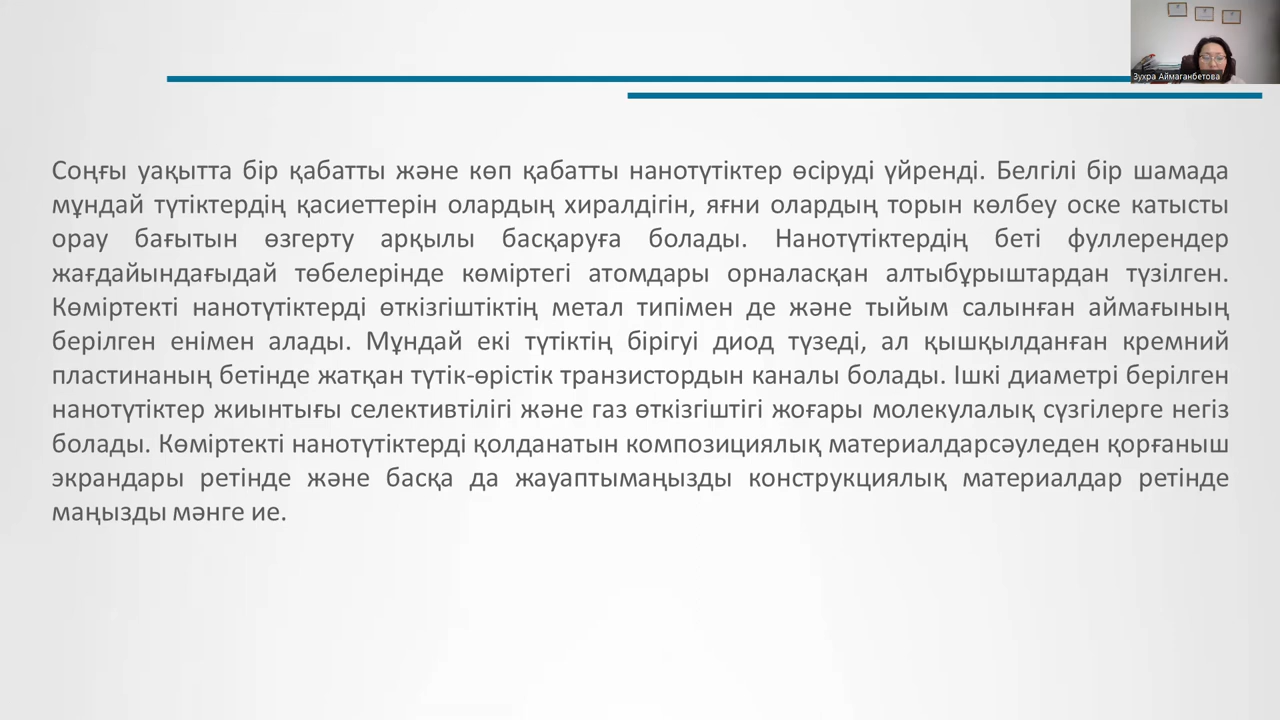 Зухра Аймаганбетова
Соңғы уақытта бір қабатты және көп қабатты нанотүтіктер өсіруді үйренді. Белгілі бір шамада
мұндай түтіктердің қасиеттерін олардың хиралдігін, яғни олардың торын көлбеу оске катысты
орау бағытын өзгерту арқылы басқаруға болады. Нанотүтіктердің беті фуллерендер
жағдайындағыдай төбелерінде көміртегі атомдары орналасқан алтыбұрыштардан түзілген.
Көміртекті нанотүтіктерді өткізгіштіктің метал типімен де және тыйым салынған аймағының
берілген енімен алады. Мұндай екі түтіктің бірігуі диод түзеді, ал қышқылданған кремний
пластинаның бетінде жатқан түтік-өрістік транзистордын каналы болады. Ішкі диаметрі берілген
нанотүтіктер жиынтығы селективтілігі және газ өткізгіштігі жоғары молекулалық сүзгілерге негіз
болады. Көміртекті нанотүтіктерді қолданатын композициялық материалдарсәуледен қорғаныш
экрандары ретінде және басқа да жауаптымаңызды конструкциялық материалдар ретінде
маңызды мәнге ие.